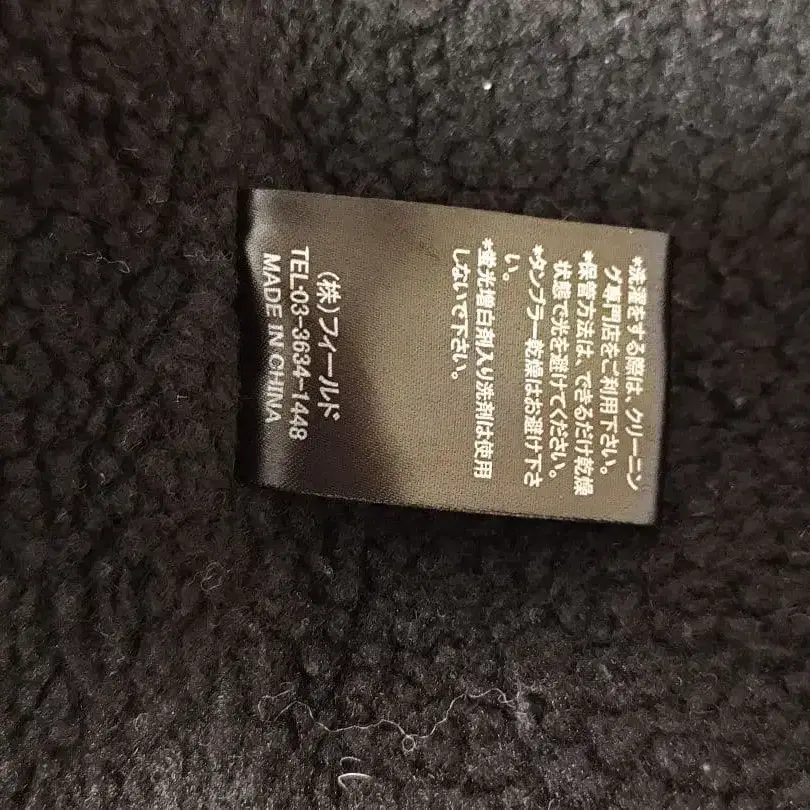 *洗濯をする際は、クリーニン
グ専門店をご利用下さい。
*保管方法は、できるだけ乾燥
状態で光を避けてください。
*タンブラー乾燥はお避け下さ
い。
*蛍光増白剤入り洗剤は使用
しないで下さい。
(株)フィールド
TEL:03-3634-1448
MADE IN CHINA